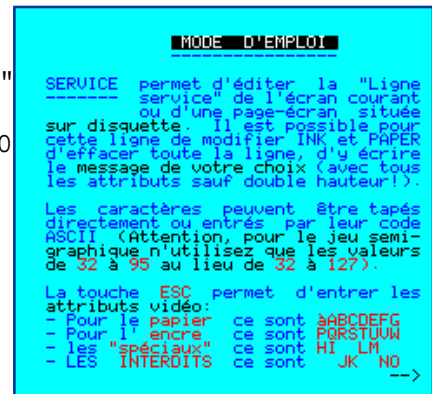 MODE D'EMPLOI
----------------
"
SERVICE permet d'éditer la "Ligne
------- service" de l'écran courant
ou d'une page-écran située
sur disquette. Il est possible pour
0
cette ligne de modifier INK et PAPER
d'effacer toute la ligne, d'y écrire
le message de votre choix (avec tous
les attributs sauf double hauteur!).
Les caractères peuvent être tapés
directement ou entrés par leur code
ASCII (Attention, pour le jeu semi-
graphique n'utilisez que les valeurs
de 32 à 95 au lieu de 32 à 127).
La touche ESC permet d'entrer les
attributs vidéo:
- Pour le papier ce sont àABCDEFG
- Pour l' encre ce sont PQRSTUVW
- les "spéciaux" ce sont HI LM
- LES INTERDITS ce sont JK NO
-->